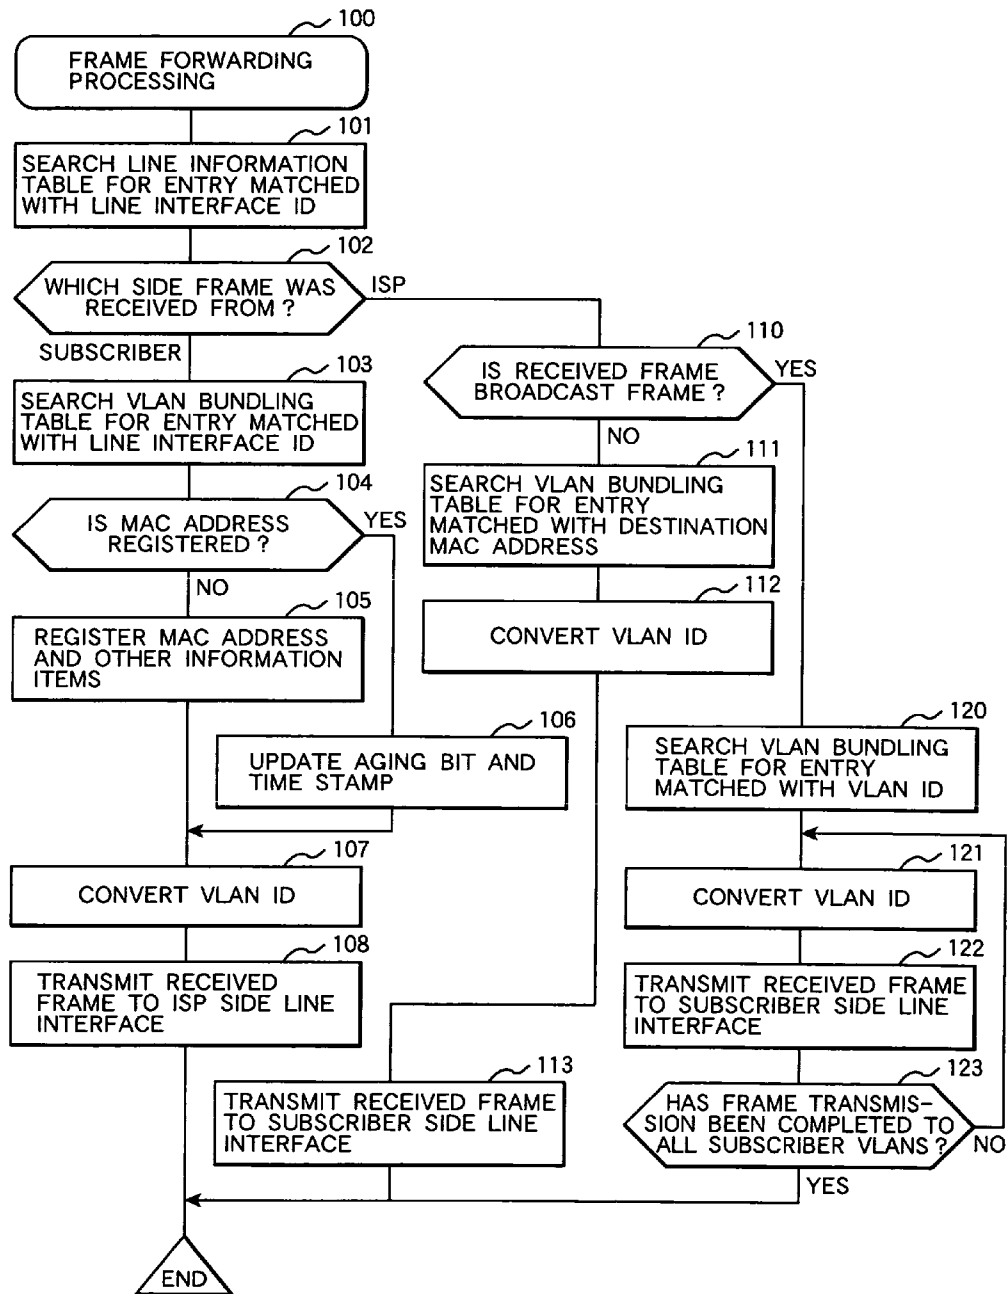 100
FRAME FORWARDING
PROCESSING
101
SEARCH LINE INFORMATION
TABLE FOR ENTRY MATCHED
WITH LINE INTERFACE ID
102
WHICH SIDE FRAME WAS
RECEIVED FROM ?
ISP
SUBSCRIBER
103
SEARCH VLAN BUNDLING
TABLE FOR ENTRY MATCHED
WITH LINE INTERFACE ID
104
IS MAC ADDRESS
REGISTERED ?
YES
NO
105
REGISTER MAC ADDRESS
AND OTHER INFORMATION
ITEMS
106
UPDATE AGING BIT AND
TIME STAMP
107
CONVERT VLAN ID
108
TRANSMIT RECEIVED
FRAME TO ISP SIDE LINE
INTERFACE
110
IS RECEIVED FRAME
BROADCAST FRAME ?
YES
NO
111
SEARCH VLAN BUNDLING
TABLE FOR ENTRY
MATCHED WITH DESTINATION
MAC ADDRESS
112
CONVERT VLAN ID
113
TRANSMIT RECEIVED FRAME
TO SUBSCRIBER SIDE LINE
INTERFACE
120
SEARCH VLAN BUNDLING
TABLE FOR ENTRY
MATCHED WITH VLAN ID
121
CONVERT VLAN ID
122
TRANSMIT RECEIVED FRAME
TO SUBSCRIBER SIDE LINE
INTERFACE
123
HAS FRAME TRANSMIS-
SION BEEN COMPLETED TO
ALL SUBSCRIBER VLANS ?
NO
YES
END